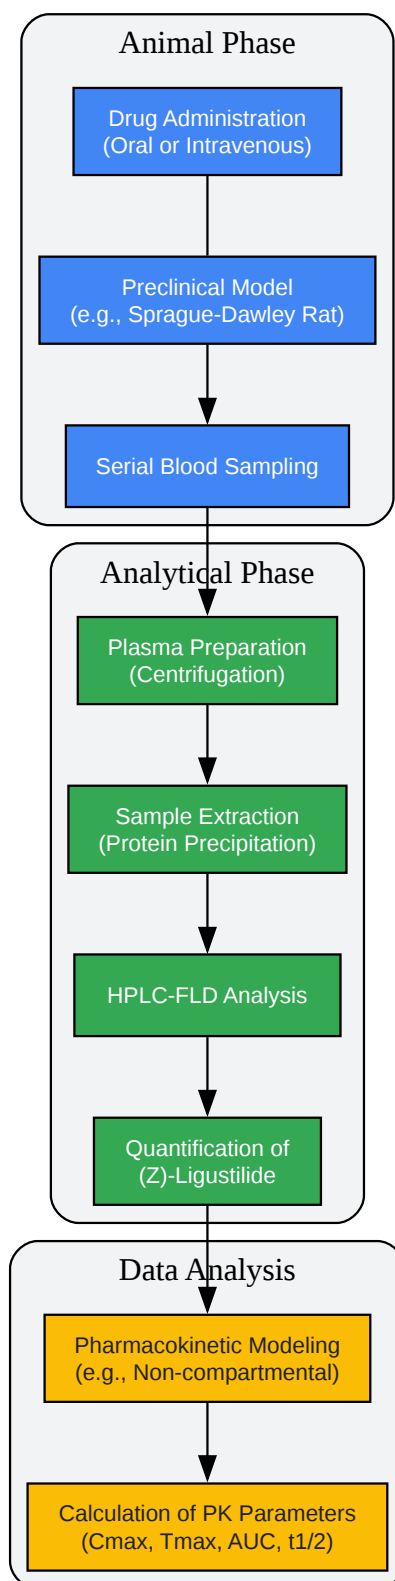 Animal Phase
Drug Administration
(Oral or Intravenous)
Preclinical Model
(e.g., Sprague-Dawley Rat)
Serial Blood Sampling
Analytical Phase
Plasma Preparation
(Centrifugation)
Sample Extraction
(Protein Precipitation)
HPLC-FLD Analysis
Quantification of
(Z)-Ligustilide
Data Analysis
Pharmacokinetic Modeling
(e.g., Non-compartmental)
Calculation of PK Parameters
(Cmax, Tmax, AUC, t1/2)